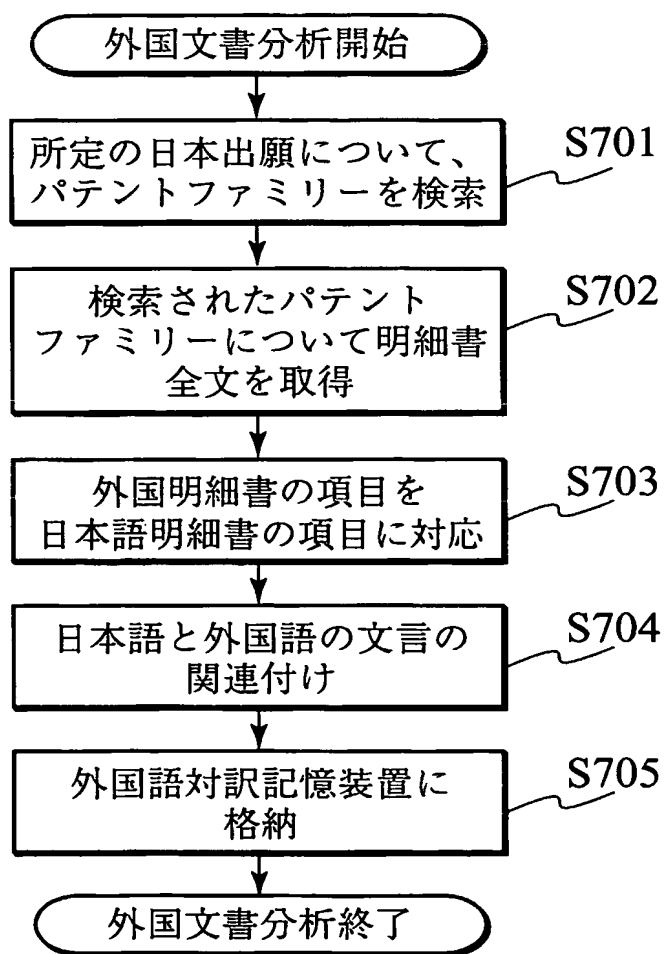 外国文書分析開始
所定の日本出願について、
パテントファミリーを検索
S701
検索されたパテント
ファミリーについて明細書
全文を取得
S702
外国明細書の項目を
日本語明細書の項目に対応
S703
日本語と外国語の文言の
関連付け
S704
外国語対訳記憶装置に
格納
S705
外国文書分析終了